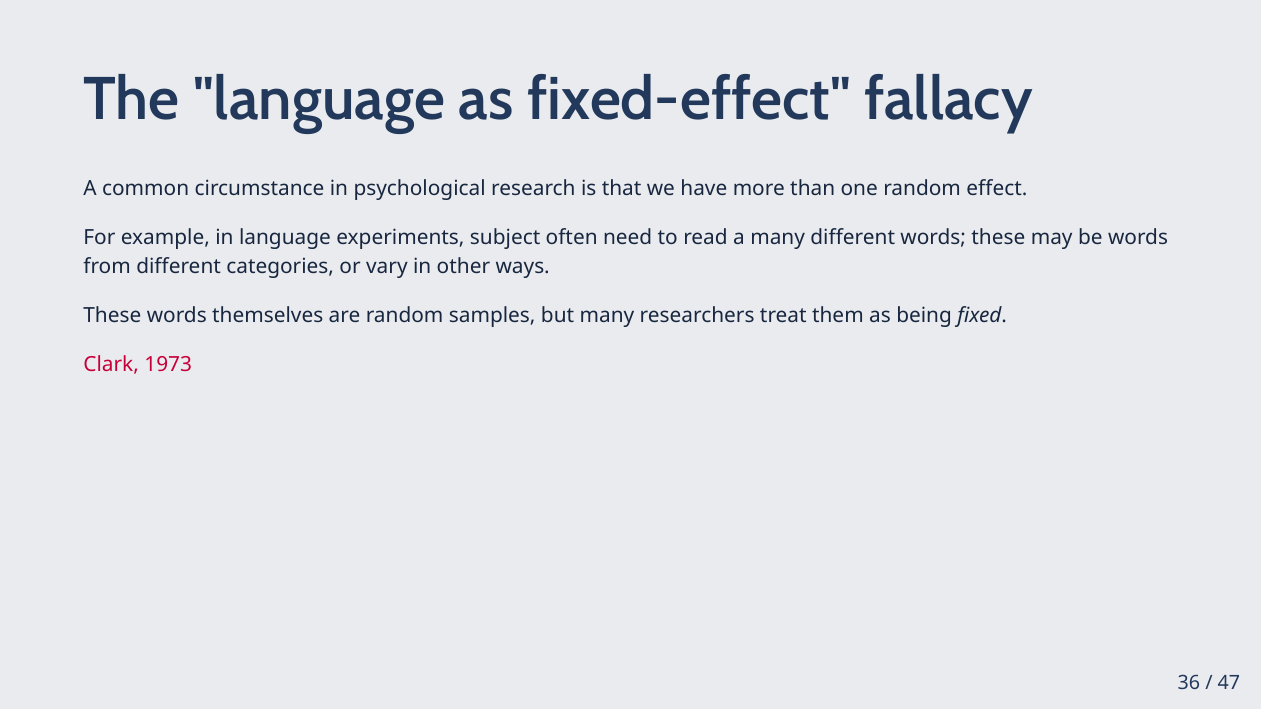 The "language as fixed-effect" fallacy
A common circumstance in psychological research is that we have more than one random effect.
For example, in language experiments, subject often need to read a many different words; these may be words
from different categories, or vary in other ways.
These words themselves are random samples, but many researchers treat them as being fixed.
Clark, 1973
36 / 47